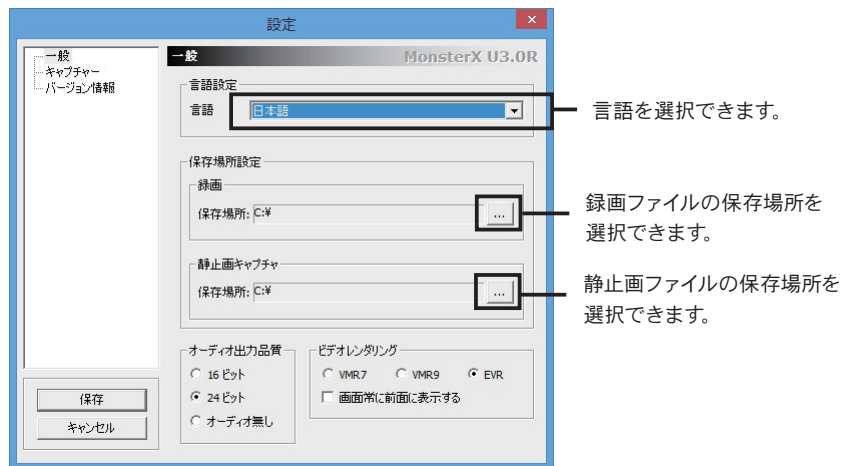 設定
一般
キャプチャー
バージョン情報
一般
MonsterX U3.0R
言語設定
言語
日本語
言語を選択できます。
保存場所設定
録画
保存場所: C:¥
...
録画ファイルの保存場所を
選択できます。
静止画キャプチャ
保存場所: C:¥
...
静止画ファイルの保存場所を
選択できます。
オーディオ出力品質
16 ビット
24 ビット
オーディオ無し
ビデオレンダリング
VMR7 VMR9 EVR
画面常に前面に表示する
保存
キャンセル